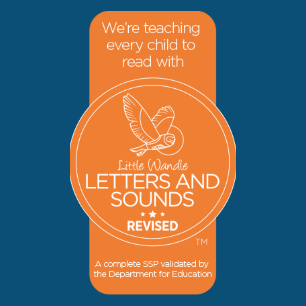 We're teaching
every child to
read with
Little Wandle
LETTERS AND
SOUNDS
REVISED
TM
A complete SSP validated by
the Department for Education